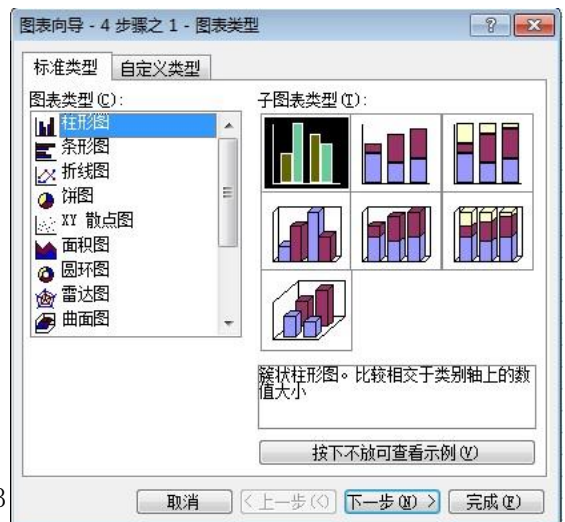 图表向导 - 4 步骤之 1 - 图表类型
标准类型 自定义类型
图表类型(C):
柱形图
条形图
折线图
饼图
XY 散点图
面积图
圆环图
雷达图
曲面图
子图表类型(T):
簇状柱形图。比较相交于类别轴上的数
值大小
按下不放可查看示例(V)
取消 <上一步(<) 下一步(N) > 完成(F)